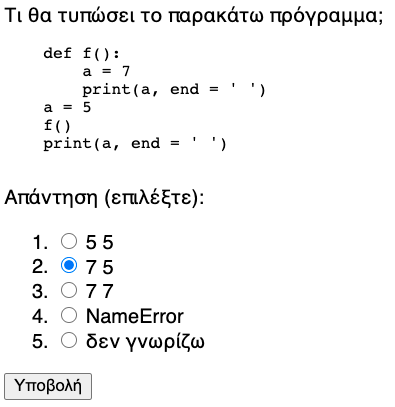 Τι θα τυπώσει το παρακάτω πρόγραμμα;
def f():
    a = 7
    print(a, end = ' ')
a = 5
f()
print(a, end = ' ')
Απάντηση (επιλέξτε):
1. 5 5
2. 7 5
3. 7 7
4. NameError
5. δεν γνωρίζω
Υποβολή